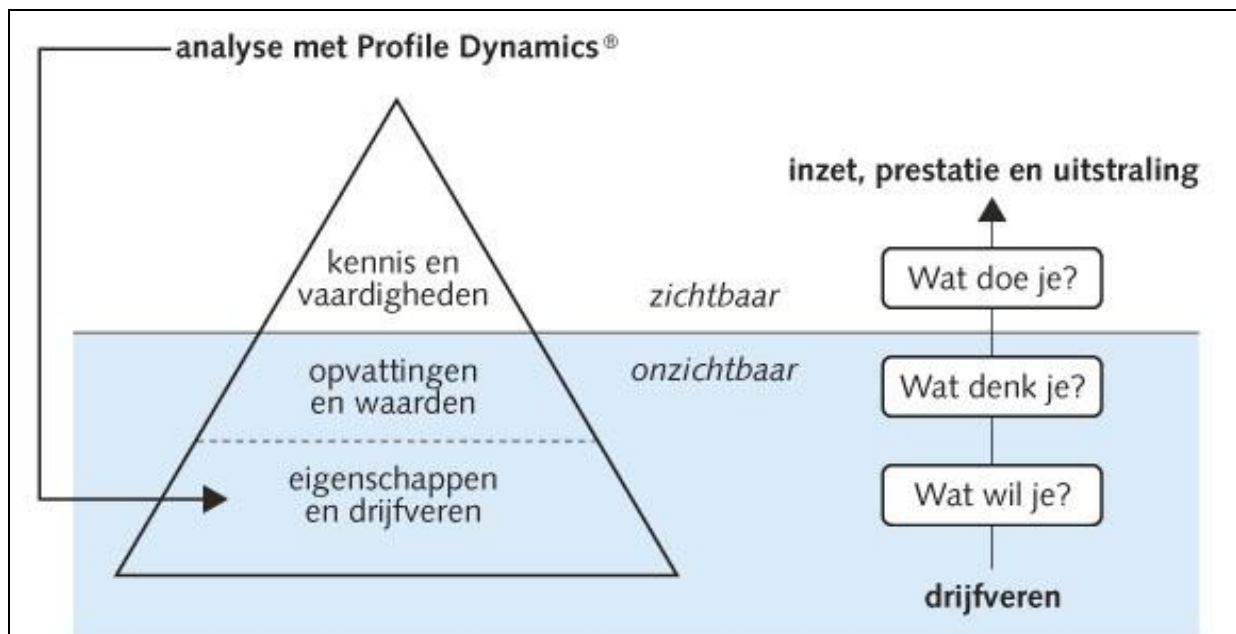 analyse met Profile Dynamics®
inzet, prestatie en uitstraling
kennis en
vaardigheden
zichtbaar
Wat doe je?
opvattingen
en waarden
onzichtbaar
Wat denk je?
eigenschappen
en drijfveren
Wat wil je?
drijfveren